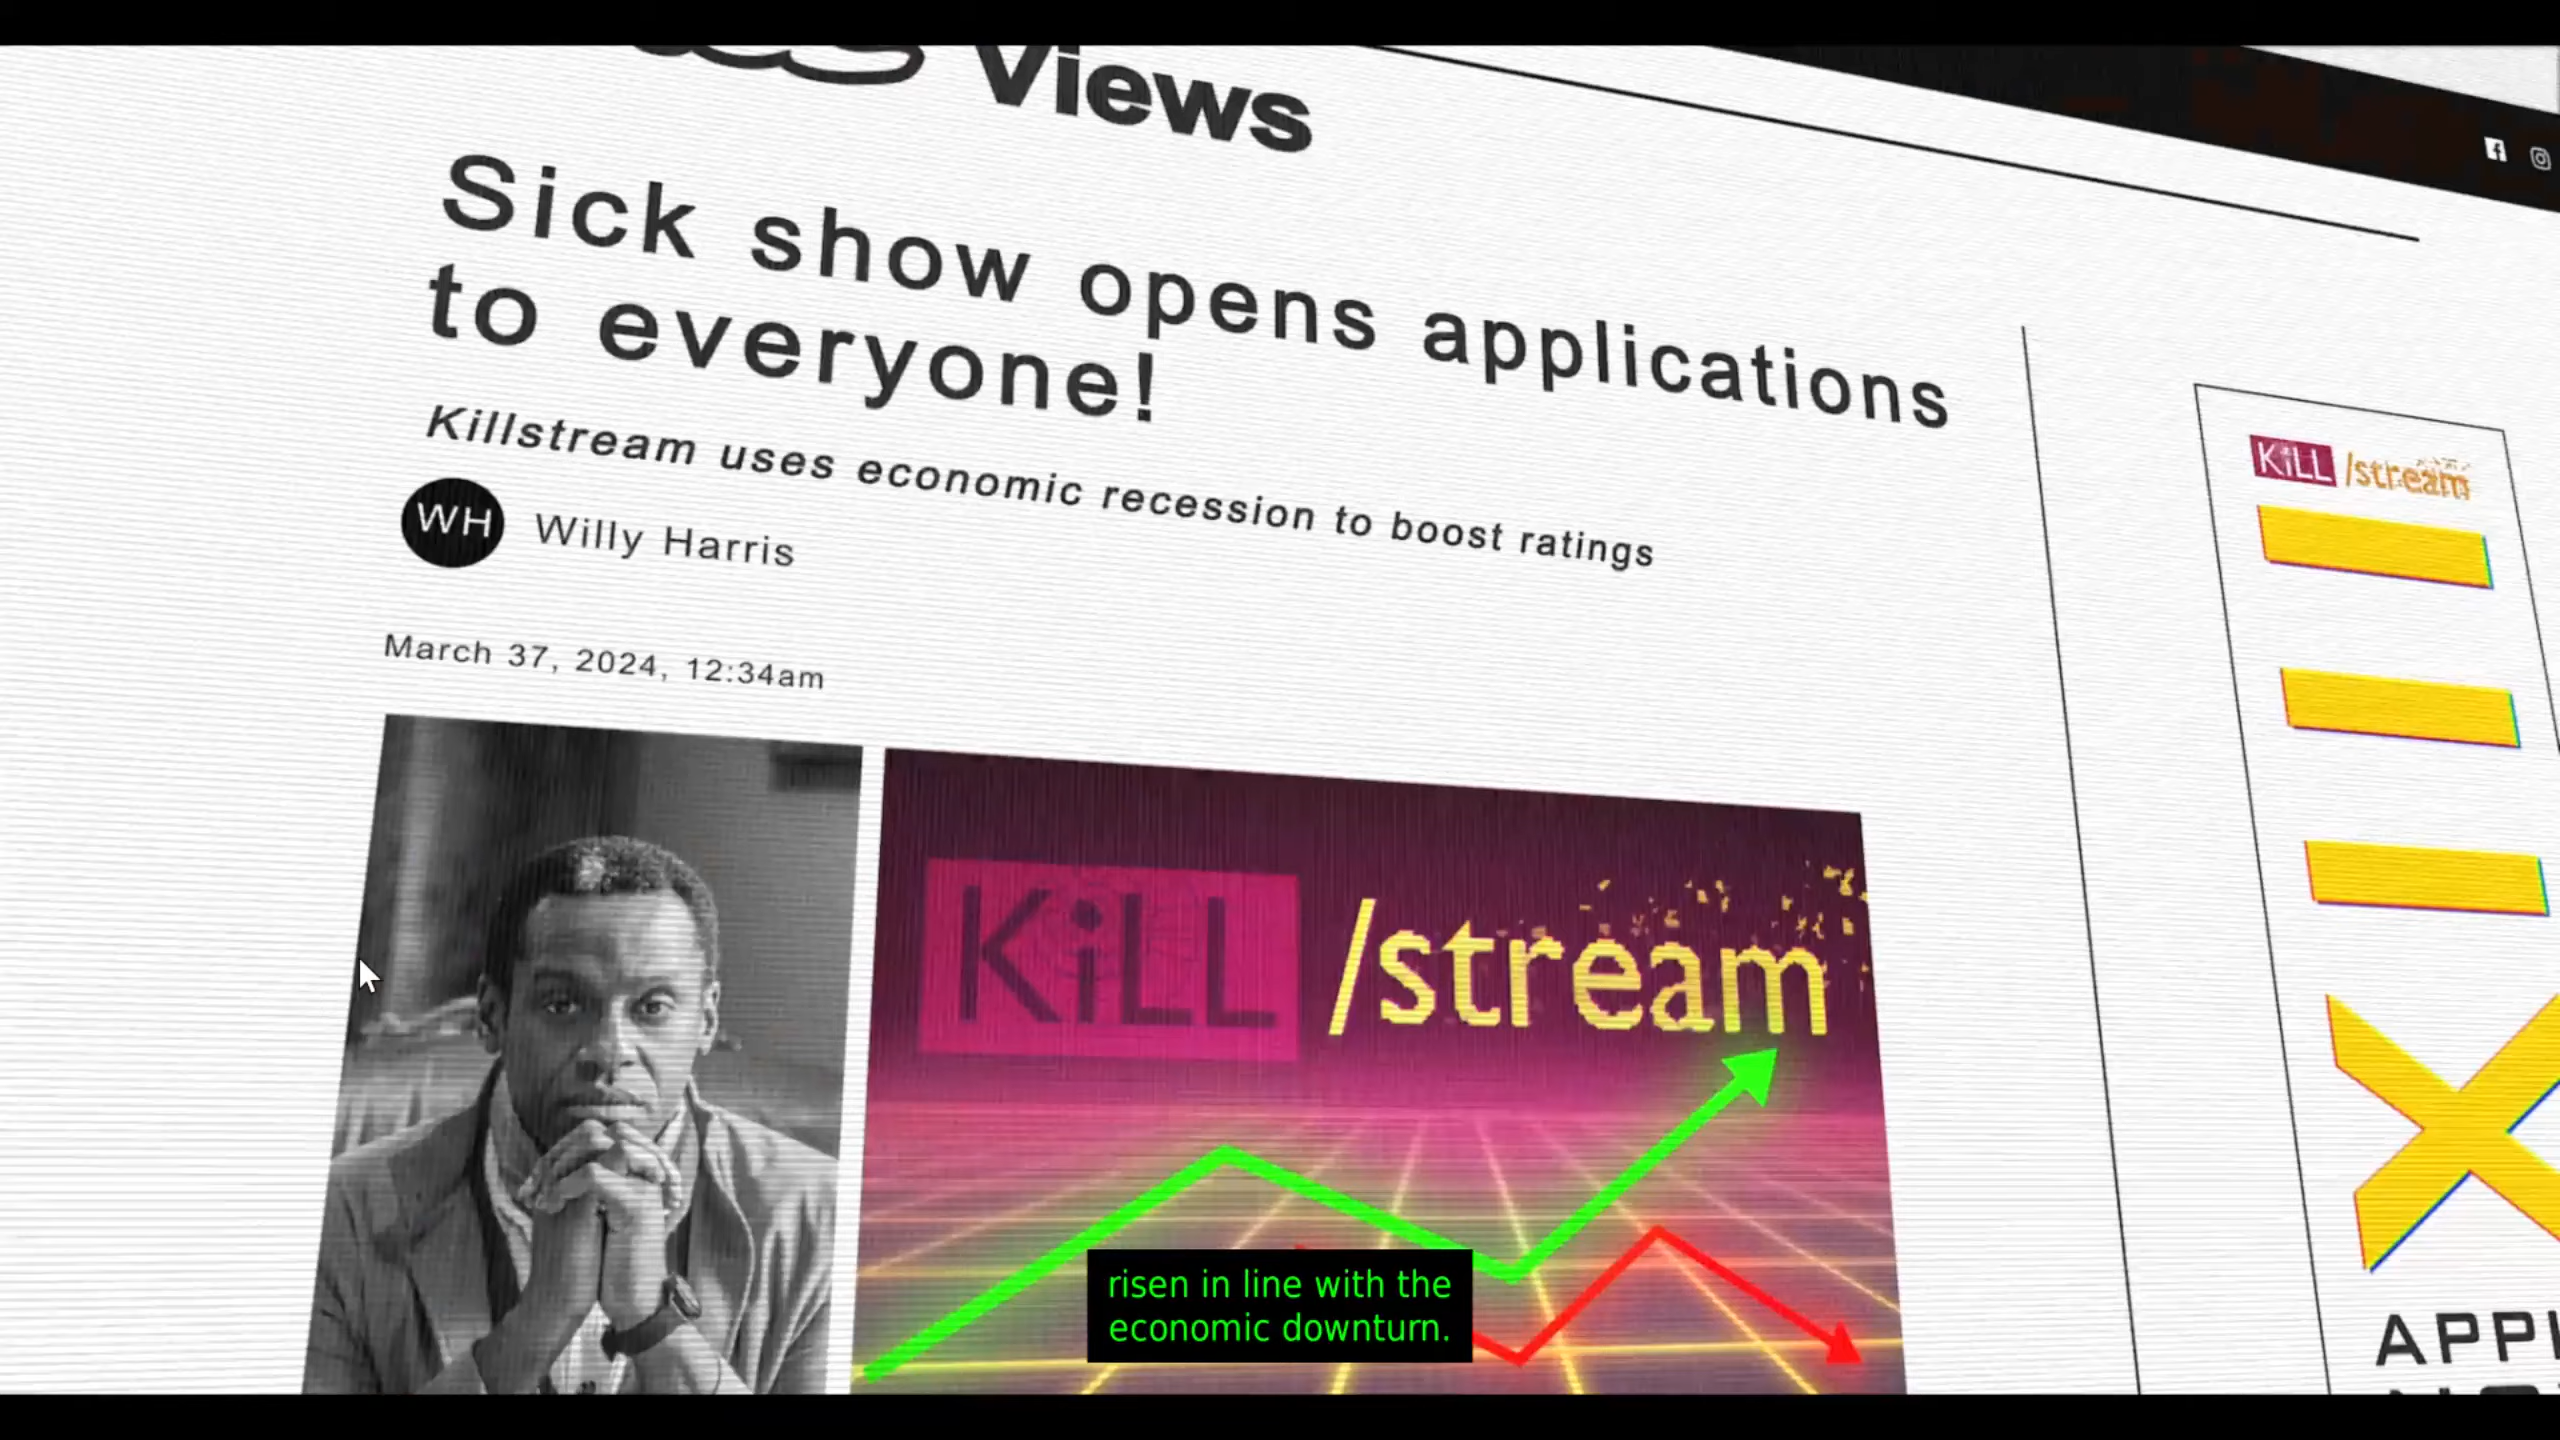 Views
Sick show opens applications
to everyone!
Killstream uses economic recession to boost ratings
WH Willy Harris
March 37, 2024, 12:34am
KiLL /stream
KiLL /stream
risen in line with the
economic downturn.